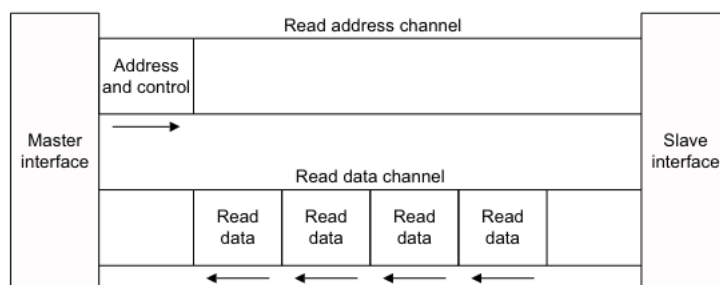 Read address channel
Address
and control
Master
interface
Slave
interface
Read data channel
Read
data
Read
data
Read
data
Read
data